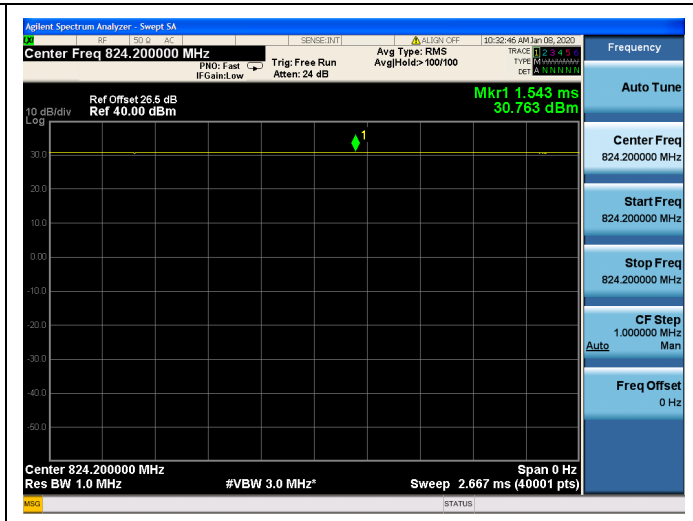 Agilent Spectrum Analyzer - Swept SA
RF 50 Ω AC SENSE:INT ALIGN OFF 10:32:46 AM Jan 08, 2020
Center Freq 824.200000 MHz
PNO: Fast
IFGain:Low
Trig: Free Run
Atten: 24 dB
Avg Type: RMS
Avg|Hold>100/100
TRACE 1 2 3 4 5 6
TYPE M
DET A N N N N N
Ref Offset 26.5 dB
Ref 40.00 dBm
10 dB/div
Log
Mkr1 1.543 ms
30.763 dBm
1
30.0
20.0
10.0
0.00
-10.0
-20.0
-30.0
-40.0
-50.0
Center 824.200000 MHz
Res BW 1.0 MHz
#VBW 3.0 MHz*
Span 0 Hz
Sweep 2.667 ms (40001 pts)
MSG
STATUS
Frequency
Auto Tune
Center Freq
824.200000 MHz
Start Freq
824.200000 MHz
Stop Freq
824.200000 MHz
CF Step
1.000000 MHz
Auto Man
Freq Offset
0 Hz